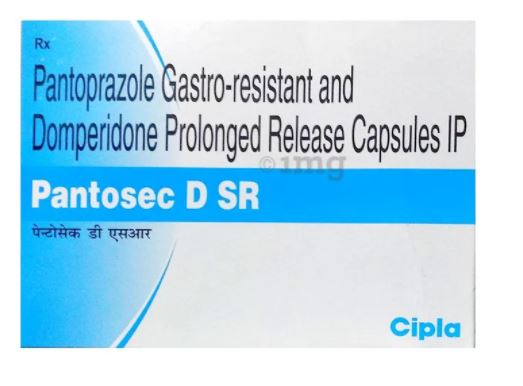 Rx
Pantoprazole Gastro-resistant and
Domperidone Prolonged Release Capsules IP
©1mg
Pantosec D SR
पेन्टोसेक डी एसआर
Cipla